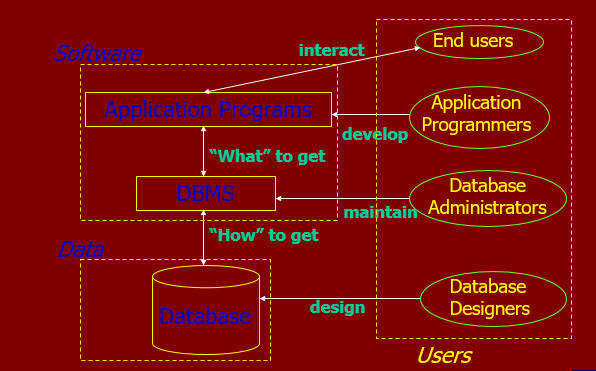 End users
interact
Software
Application Programs
Application
Programmers
develop
“What” to get
DBMS
Database
Administrators
maintain
“How” to get
Data
Database
design
Database
Designers
Users